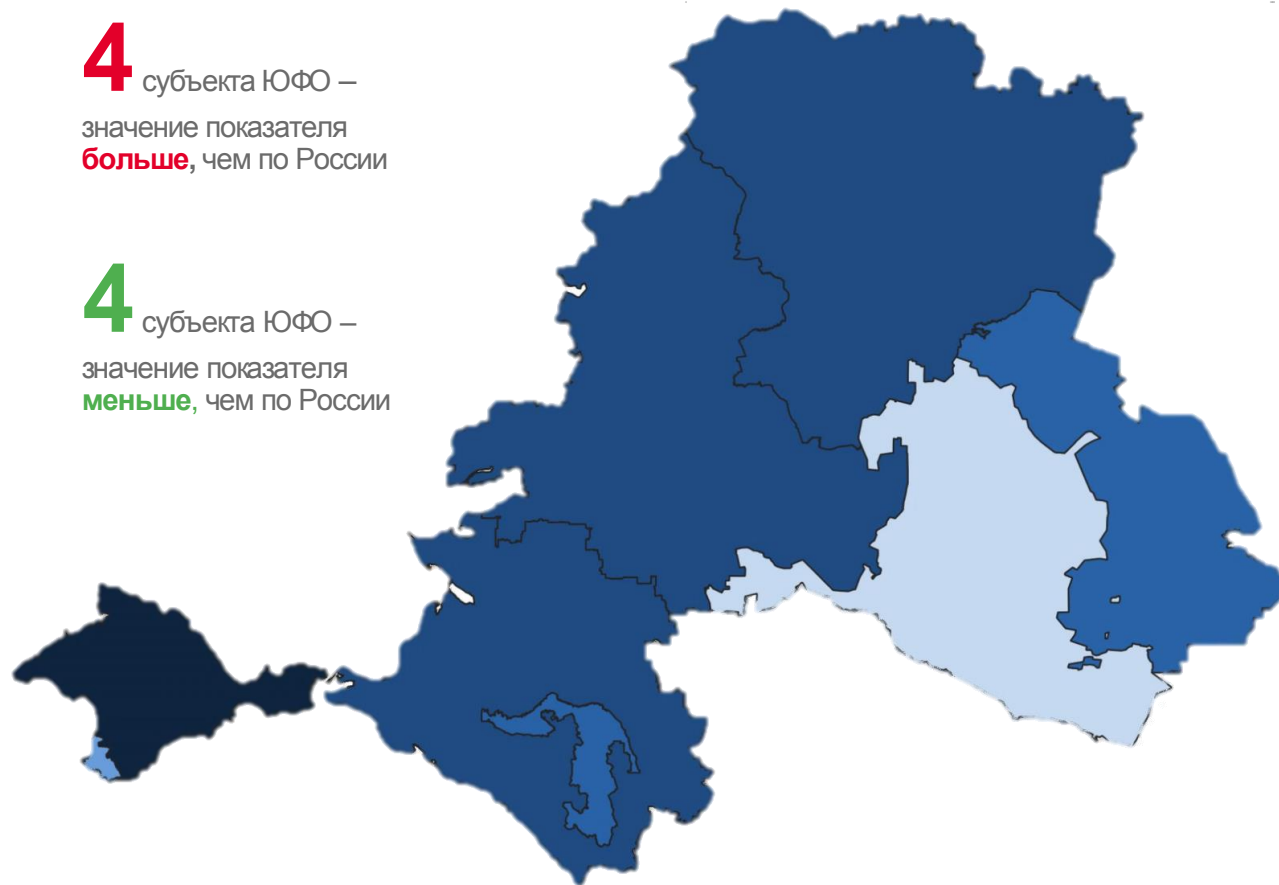 4 субъекта ЮФО –
значение показателя
больше, чем по России
4 субъекта ЮФО –
значение показателя
меньше, чем по России